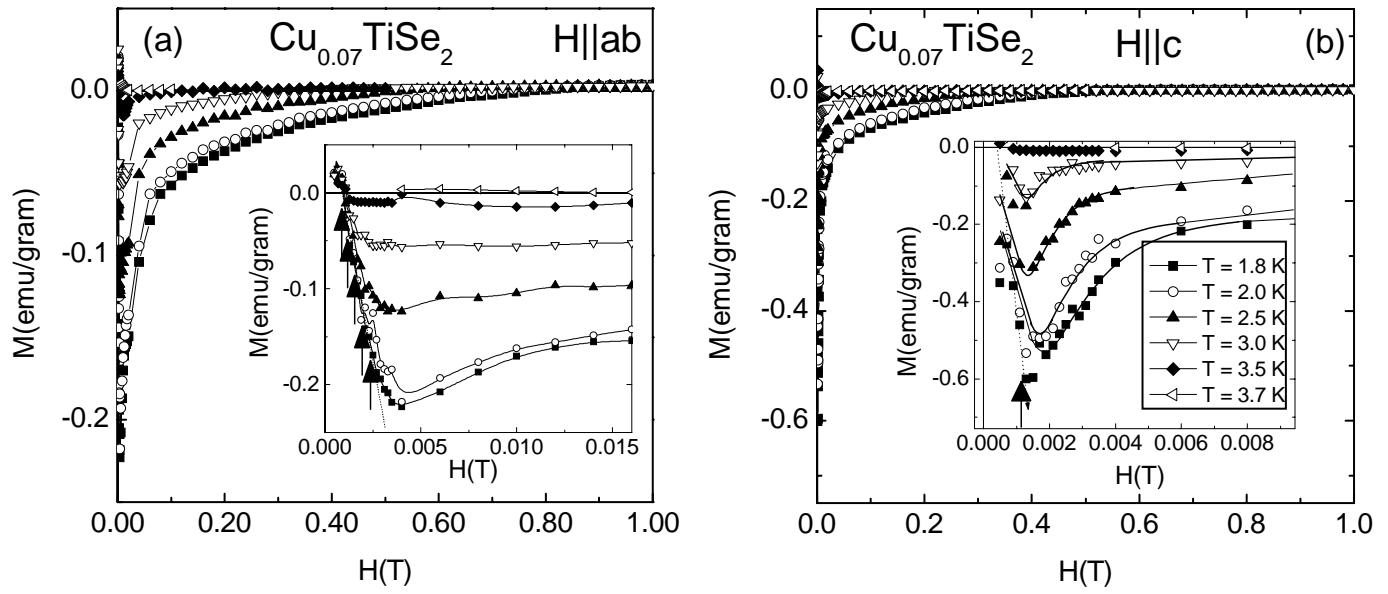 (a) Cu0.07TiSe2 H||ab
M(emu/gram)
0.0
-0.1
-0.2
0.00 0.20 0.40 0.60 0.80 1.00
H(T)
M(emu/gram)
0.0
-0.1
-0.2
0.000 0.005 0.010 0.015
H(T)
Cu0.07TiSe2 H||c (b)
M(emu/gram)
0.0
-0.2
-0.4
-0.6
0.0 0.2 0.4 0.6 0.8 1.0
H(T)
M(emu/gram)
-0.0
-0.2
-0.4
-0.6
0.000 0.002 0.004 0.006 0.008
H(T)
T = 1.8 K
T = 2.0 K
T = 2.5 K
T = 3.0 K
T = 3.5 K
T = 3.7 K